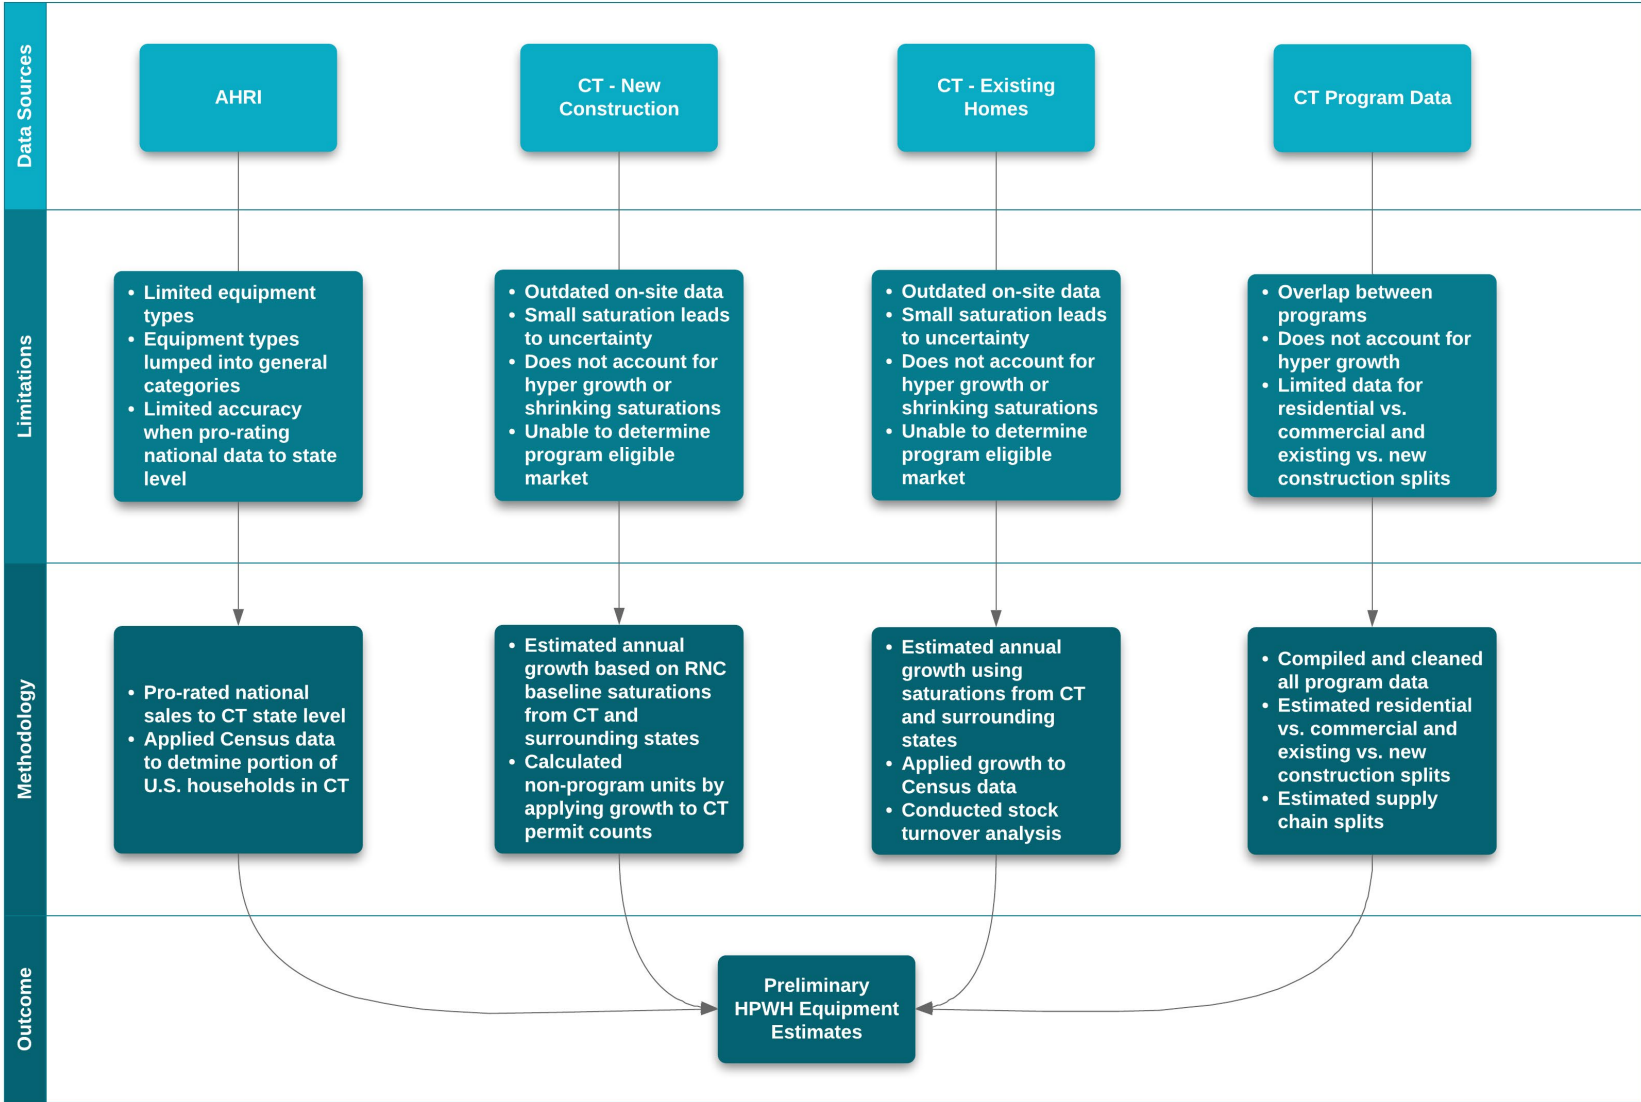 Data Sources
AHRI
CT - New
Construction
CT - Existing
Homes
CT Program Data
Limitations
• Limited equipment
types
• Equipment types
lumped into general
categories
• Limited accuracy
when pro-rating
national data to state
level
• Outdated on-site data
• Small saturation leads
to uncertainty
• Does not account for
hyper growth or
shrinking saturations
• Unable to determine
program eligible
market
• Outdated on-site data
• Small saturation leads
to uncertainty
• Does not account for
hyper growth or
shrinking saturations
• Unable to determine
program eligible
market
• Overlap between
programs
• Does not account for
hyper growth
• Limited data for
residential vs.
commercial and
existing vs. new
construction splits
Methodology
• Pro-rated national
sales to CT state level
• Applied Census data
to detmine portion of
U.S. households in CT
• Estimated annual
growth based on RNC
baseline saturations
from CT and
surrounding states
• Calculated
non-program units by
applying growth to CT
permit counts
• Estimated annual
growth using
saturations from CT
and surrounding
states
• Applied growth to
Census data
• Conducted stock
turnover analysis
• Compiled and cleaned
all program data
• Estimated residential
vs. commercial and
existing vs. new
construction splits
• Estimated supply
chain splits
Outcome
Preliminary
HPWH Equipment
Estimates